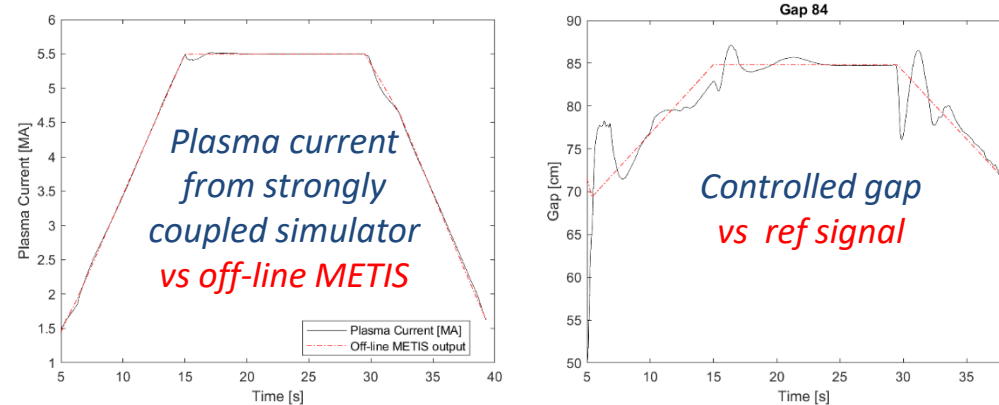 5.5
5
4.5
4
3.5
3
2.5
2
1.5
1
6
Plasma Current [MA]
5
10
15
20
25
30
35
40
Time [s]
Plasma current
from strongly
coupled simulator
vs off-line METIS
Plasma Current [MA]
Off-line METIS output
Gap 84
90
85
80
75
70
65
60
55
50
Gap [cm]
5
10
15
20
25
30
35
Time [s]
Controlled gap
vs ref signal